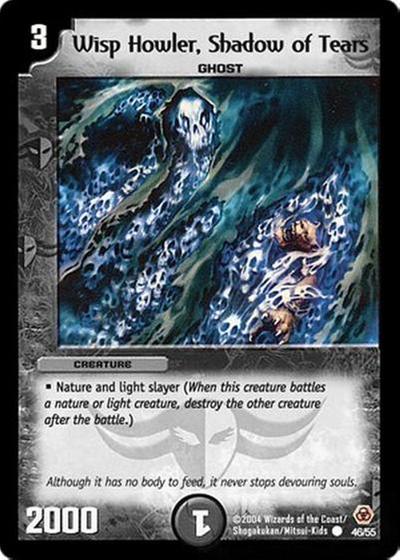 3 Wisp Howler, Shadow of Tears
GHOST
CREATURE
▪ Nature and light slayer (When this creature battles
a nature or light creature, destroy the other creature
after the battle.)
Although it has no body to feed, it never stops devouring souls.
2000
1
©2004 Wizards of the Coast/
Shogakukan/Mitsui-Kids
46/55